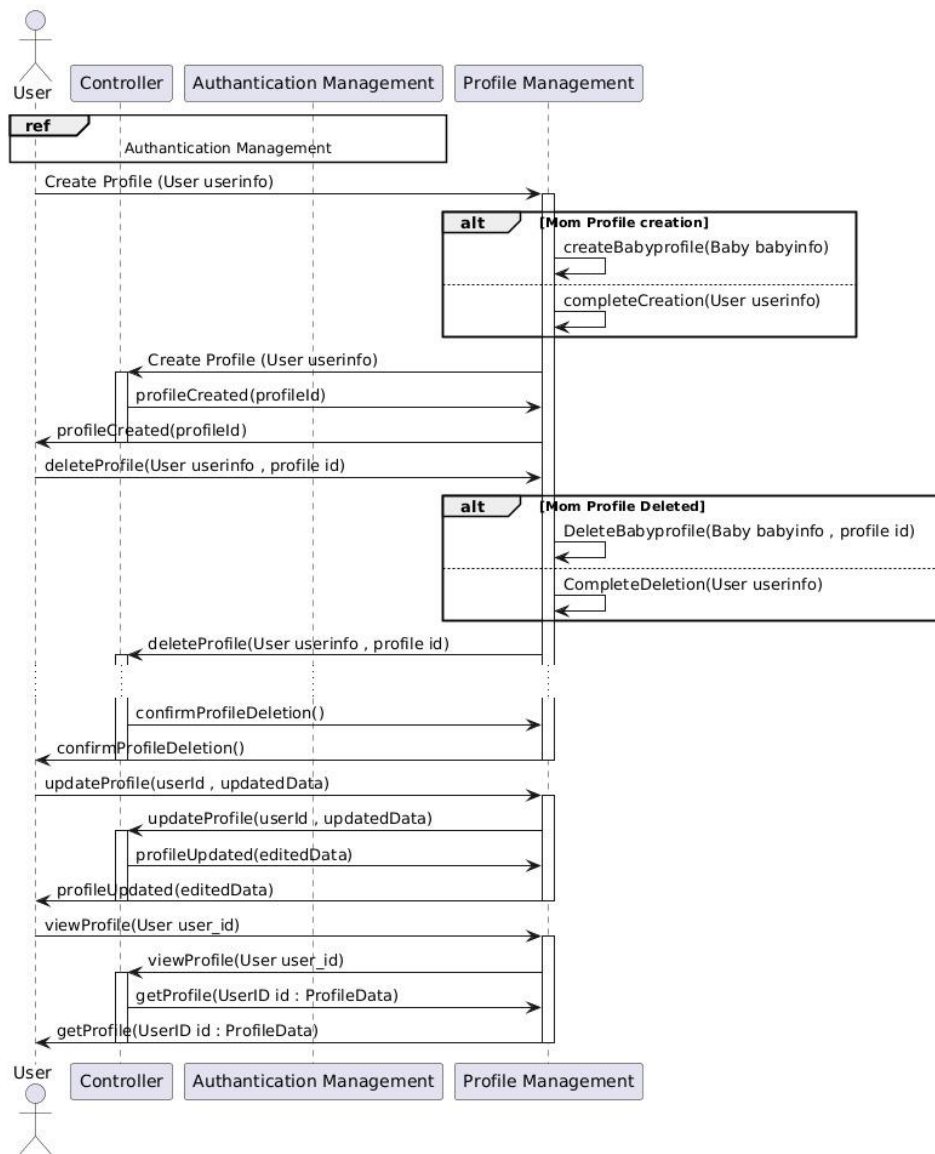 User
Controller
Authantication Management
Profile Management
ref
Authantication Management
Create Profile (User userinfo)
alt [Mom Profile creation]
createBabyprofile(Baby babyinfo)
completeCreation(User userinfo)
Create Profile (User userinfo)
profileCreated(profileId)
profileCreated(profileId)
deleteProfile(User userinfo , profile id)
alt [Mom Profile Deleted]
DeleteBabyprofile(Baby babyinfo , profile id)
CompleteDeletion(User userinfo)
deleteProfile(User userinfo , profile id)
confirmProfileDeletion()
confirmProfileDeletion()
updateProfile(userId , updatedData)
updateProfile(userId , updatedData)
profileUpdated(editedData)
profileUpdated(editedData)
viewProfile(User user_id)
viewProfile(User user_id)
getProfile(UserID id : ProfileData)
getProfile(UserID id : ProfileData)
User
Controller
Authantication Management
Profile Management